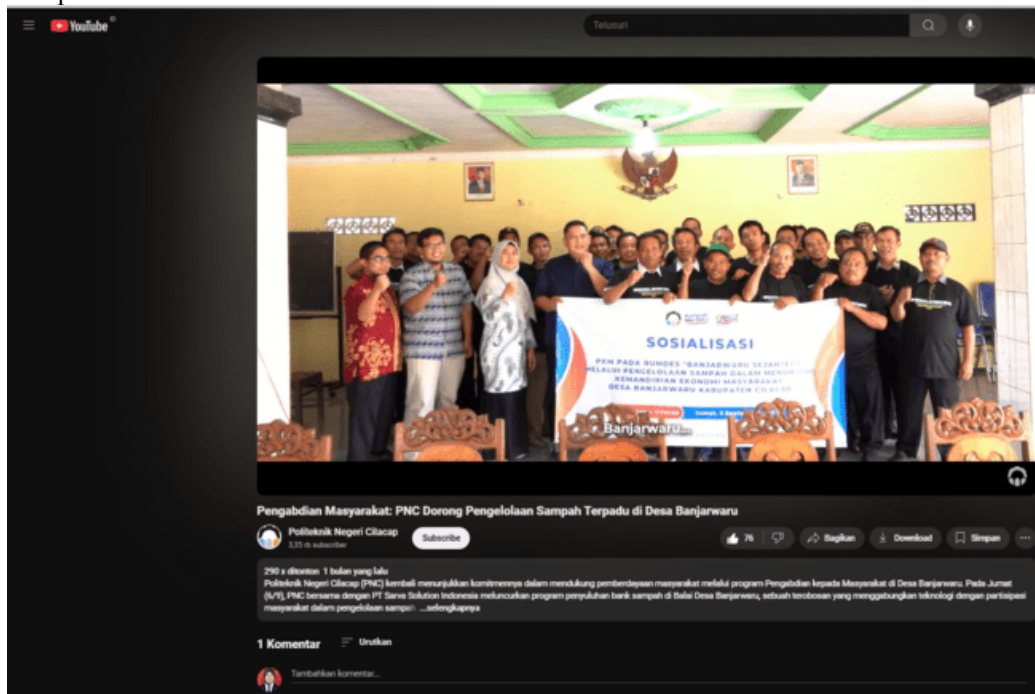 YouTube
Telusuri
SOSIALISASI
PKM PADA BUMDES "BANJARWARU SEJAHTERA"
MELALUI PENGELOLAAN SAMPAH DALAM
KEMANDIRIAN EKONOMI MASYARAKAT
DESA BANJARWARU KABUPATEN CILACAP
Banjarwaru...
Pengabdian Masyarakat: PNC Dorong Pengelolaan Sampah Terpadu di Desa Banjarwaru
Politeknik Negeri Cilacap
3,35 rb subscriber
Subscribe
76
Bagikan
Download
Simpan
290 x ditonton 1 bulan yang lalu
Politeknik Negeri Cilacap (PNC) kembali menunjukkan komitmennya dalam mendukung pemberdayaan masyarakat melalui program Pengabdian kepada Masyarakat di Desa Banjarwaru. Pada Jumat
(6/9), PNC bersama dengan PT Sarva Solution Indonesia meluncurkan program penyuluhan bank sampah di Balai Desa Banjarwaru, sebuah terobosan yang menggabungkan teknologi dengan partisipasi
masyarakat dalam pengelolaan sampah ...selengkapnya
1 Komentar
Urutkan
Tambahkan komentar...